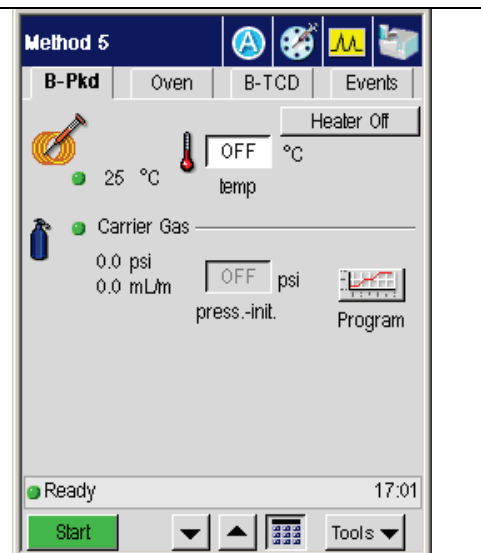 Method 5
A
B-Pkd Oven B-TCD Events
Heater Off
25 °C OFF °C
temp
Carrier Gas
0.0 psi
0.0 mL/m
OFF psi
press.-init.
Program
Ready 17:01
Start Tools